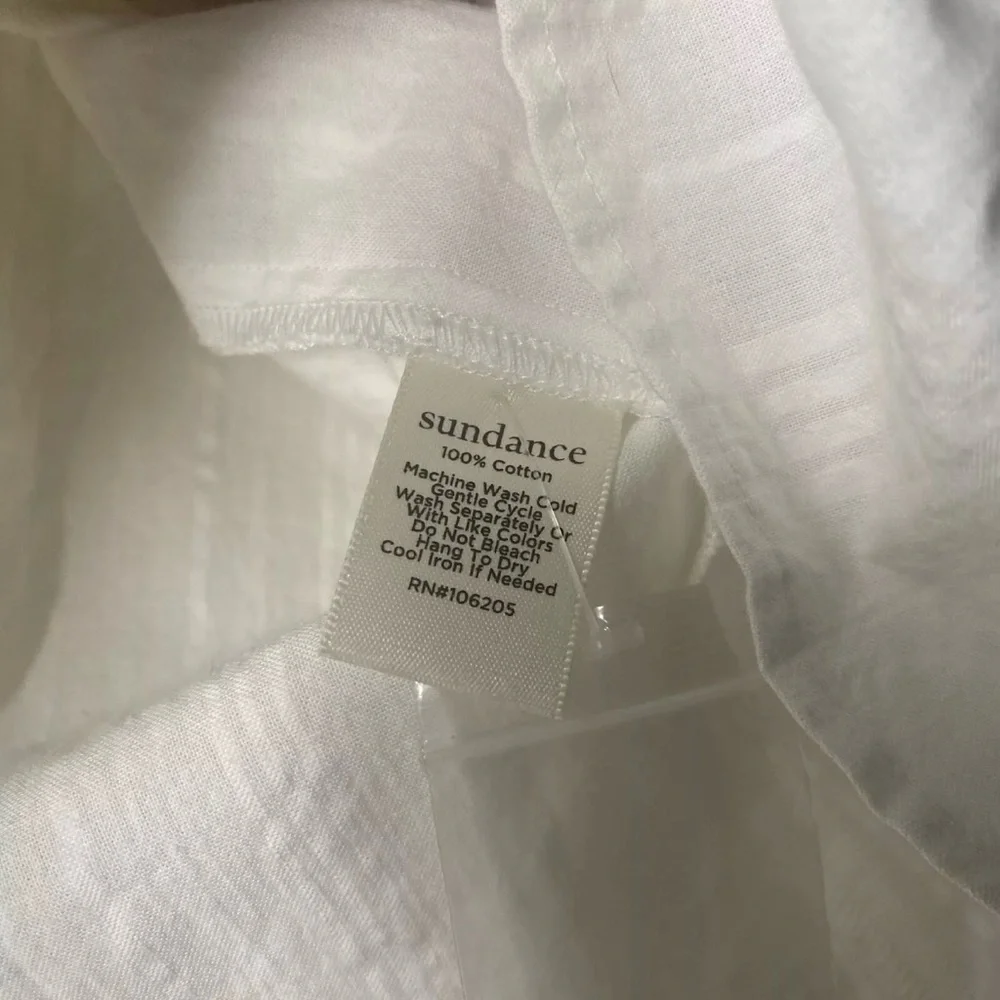 sundance
100% Cotton
Machine Wash Cold
Gentle Cycle
Wash Separately Or
With Like Colors
Do Not Bleach
Hang To Dry
Cool Iron If Needed
RN#106205